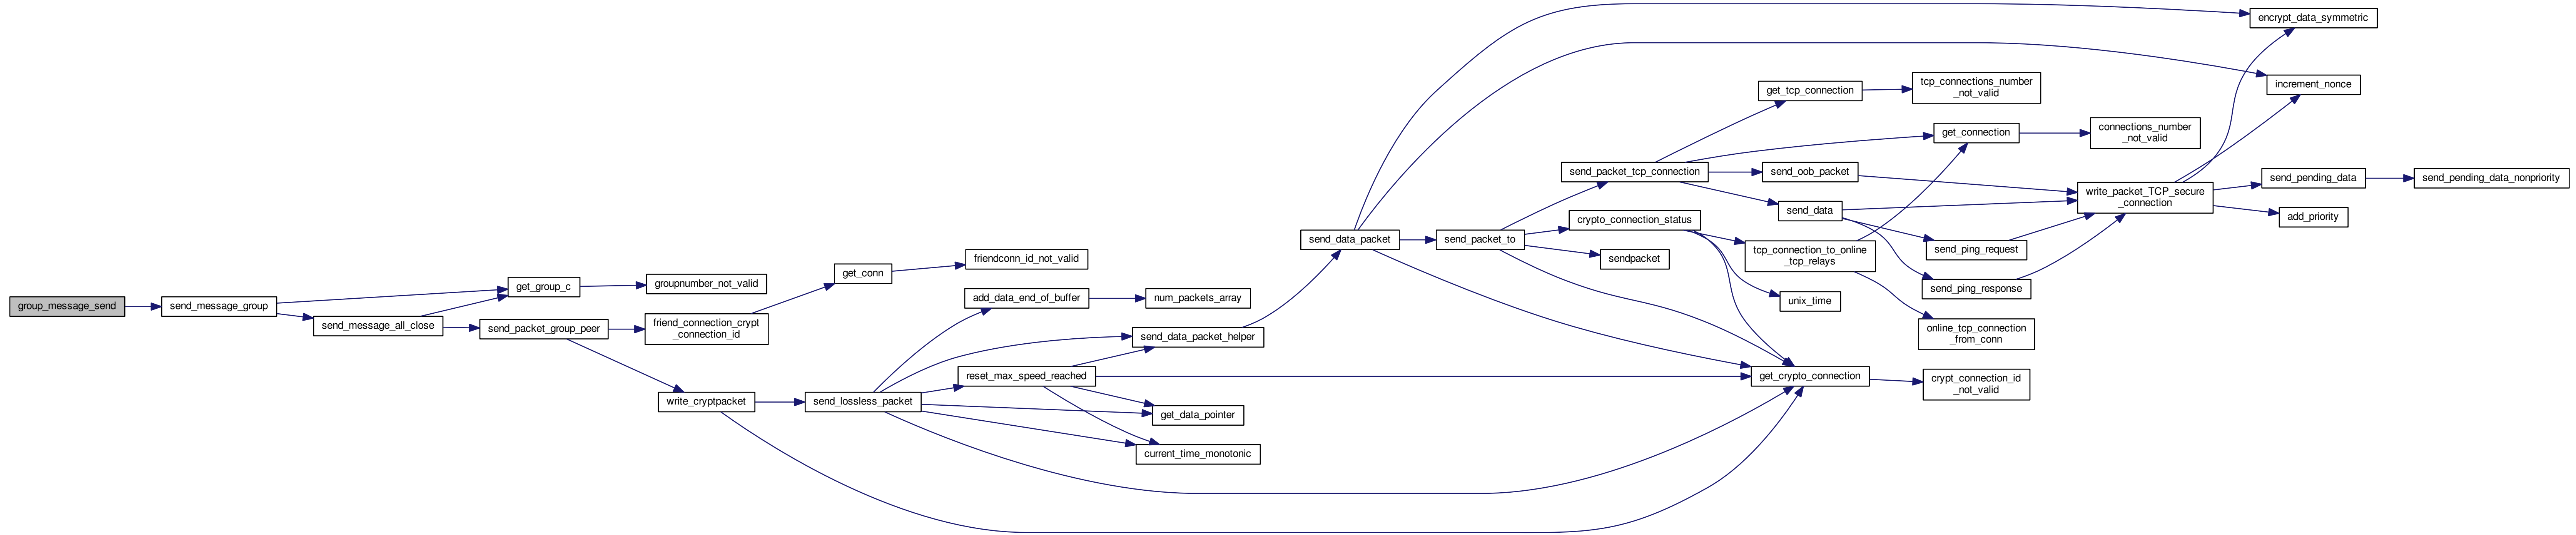 group_message_send
send_message_group
get_group_c
groupnumber_not_valid
send_message_all_close
send_packet_group_peer
friend_connection_crypt
_connection_id
get_conn
friendconn_id_not_valid
write_cryptpacket
send_lossless_packet
add_data_end_of_buffer
num_packets_array
send_data_packet_helper
reset_max_speed_reached
get_data_pointer
current_time_monotonic
send_data_packet
send_packet_to
send_packet_tcp_connection
get_tcp_connection
tcp_connections_number
_not_valid
get_connection
connections_number
_not_valid
send_oob_packet
send_data
crypto_connection_status
sendpacket
tcp_connection_to_online
_tcp_relays
unix_time
send_ping_request
send_ping_response
online_tcp_connection
_from_conn
get_crypto_connection
crypt_connection_id
_not_valid
write_packet_TCP_secure
_connection
encrypt_data_symmetric
increment_nonce
send_pending_data
send_pending_data_nonpriority
add_priority